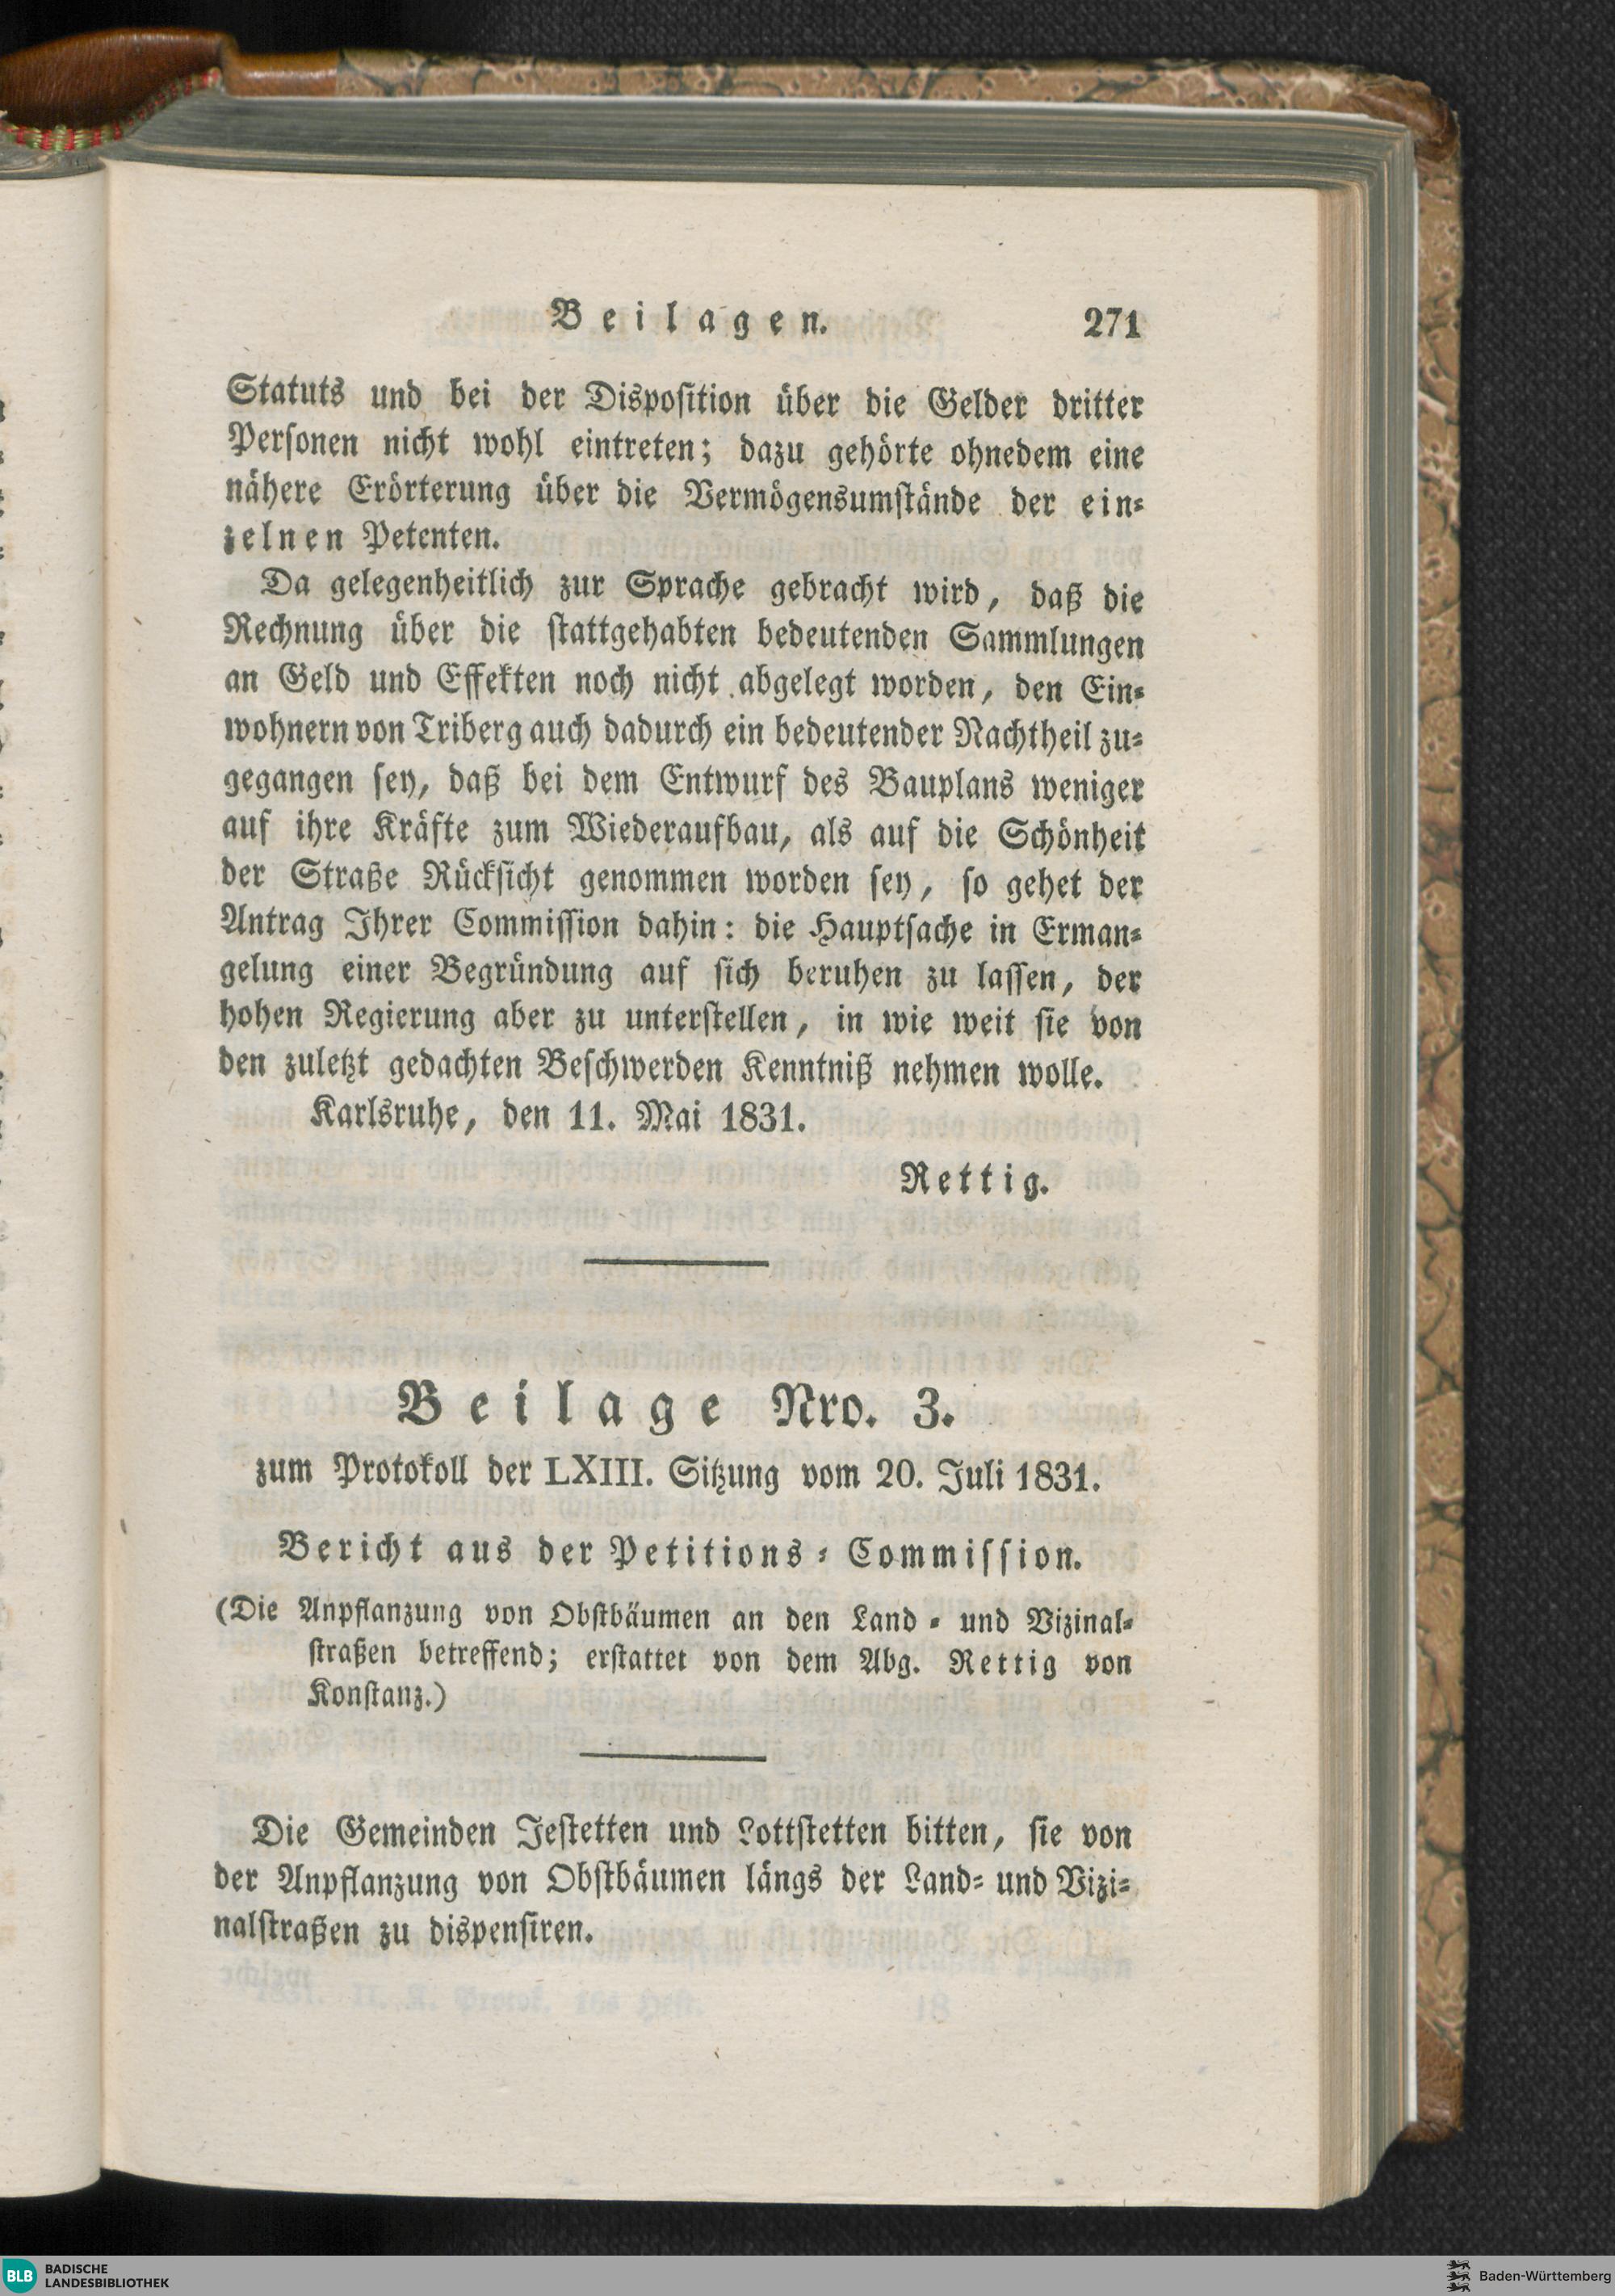 Beilagen. 271
Statuts und bei der Disposition über die Gelder dritter
Personen nicht wohl eintreten; dazu gehörte ohnedem eine
nähere Erörterung über die Vermögensumstände der ein-
zelnen Petenten.
Da gelegenheitlich zur Sprache gebracht wird, daß die
Rechnung über die stattgehabten bedeutenden Sammlungen
an Geld und Effekten noch nicht abgelegt worden, den Ein-
wohnern von Triberg auch dadurch ein bedeutender Nachtheil zu-
gegangen sey, daß bei dem Entwurf des Bauplans weniger
auf ihre Kräfte zum Wiederaufbau, als auf die Schönheit
der Straße Rücksicht genommen worden sey, so gehet der
Antrag Ihrer Commission dahin: die Hauptsache in Erman-
gelung einer Begründung auf sich beruhen zu lassen, der
hohen Regierung aber zu unterstellen, in wie weit sie von
den zuletzt gedachten Beschwerden Kenntniß nehmen wolle.
Karlsruhe, den 11. Mai 1831.
Rettig.
Beilage Nro. 3.
zum Protokoll der LXIII. Sitzung vom 20. Juli 1831.
Bericht aus der Petitions-Commission.
(Die Anpflanzung von Obstbäumen an den Land- und Vizinal-
straßen betreffend; erstattet von dem Abg. Rettig von
Konstanz.)
Die Gemeinden Jestetten und Lottstetten bitten, sie von
der Anpflanzung von Obstbäumen längs der Land- und Vizi-
nalstraßen zu dispensiren.
BLB BADISCHE
LANDESBIBLIOTHEK
Baden-Württemberg